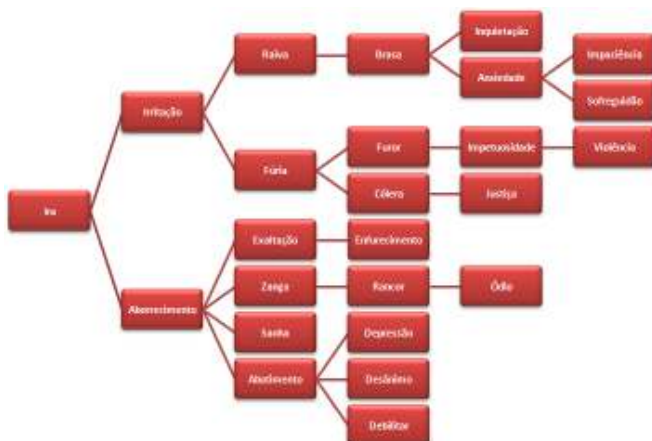 Inquietação
Raiva
Brasa
Impaciência
Ansiedade
Irritação
Sofreguidão
Furor
Impetuosidade
Violência
Fúria
Cólera
Justiça
Ira
Exaltação
Enfurecimento
Zanga
Rancor
Ódio
Aborrecimento
Sanha
Depressão
Abatimento
Desânimo
Debilitar